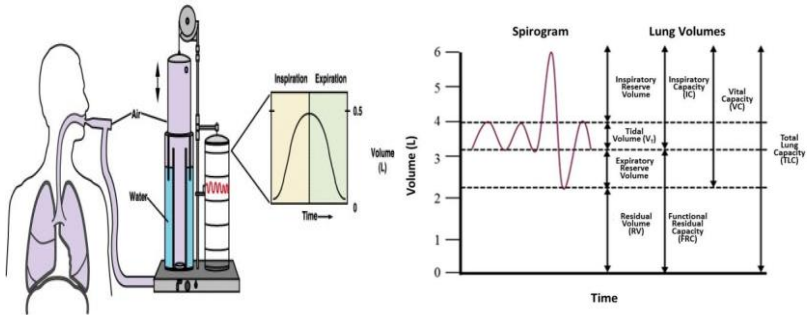 Inspiration Expiration
Air
0.5
Volume
(L)
Water
0
Time
Spirogram
Lung Volumes
Volume (L)
6
5
4
3
2
1
0
Time
Inspiratory
Reserve
Volume
Inspiratory
Capacity
(IC)
Vital
Capacity
(VC)
Tidal
Volume (VT)
Total
Lung
Capacity
(TLC)
Expiratory
Reserve
Volume
Residual
Volume
(RV)
Functional
Residual
Capacity
(FRC)